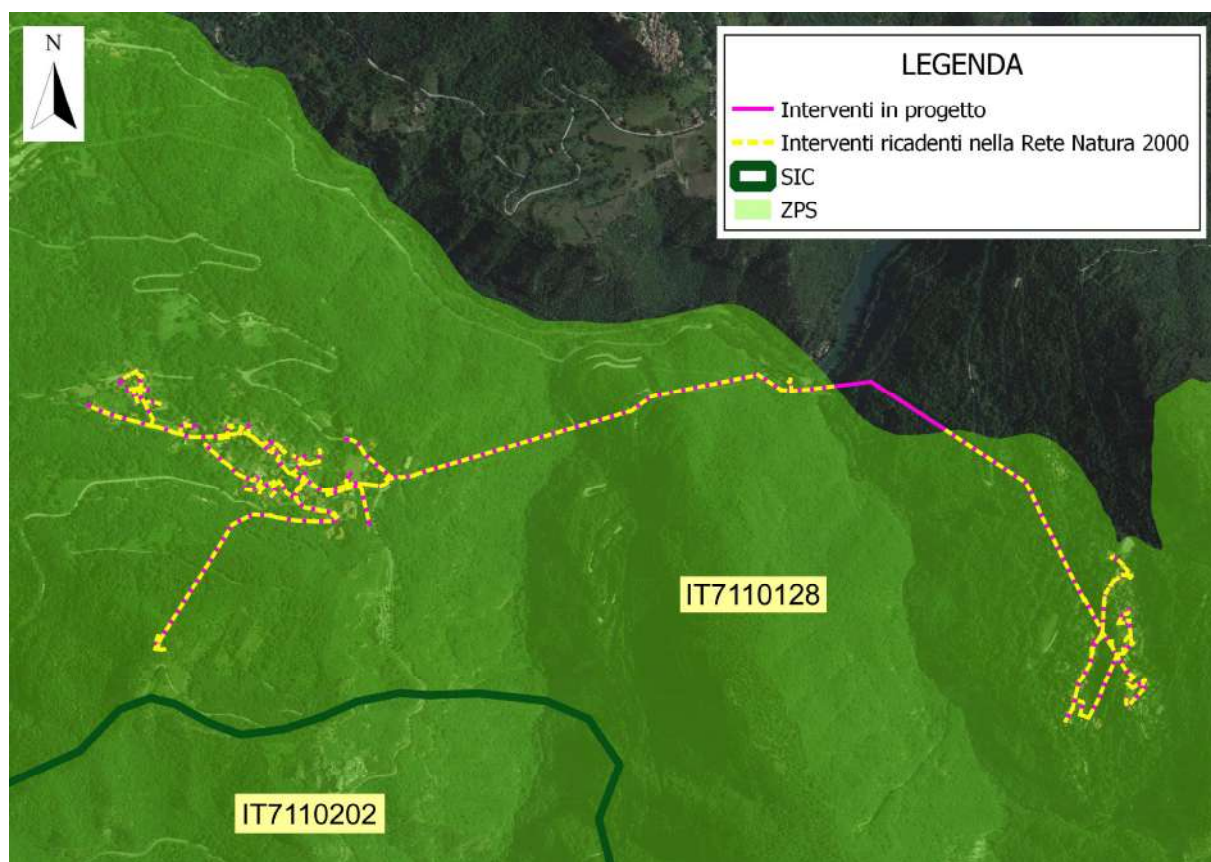 N
LEGENDA
Interventi in progetto
Interventi ricadenti nella Rete Natura 2000
SIC
ZPS
IT7110128
IT7110202